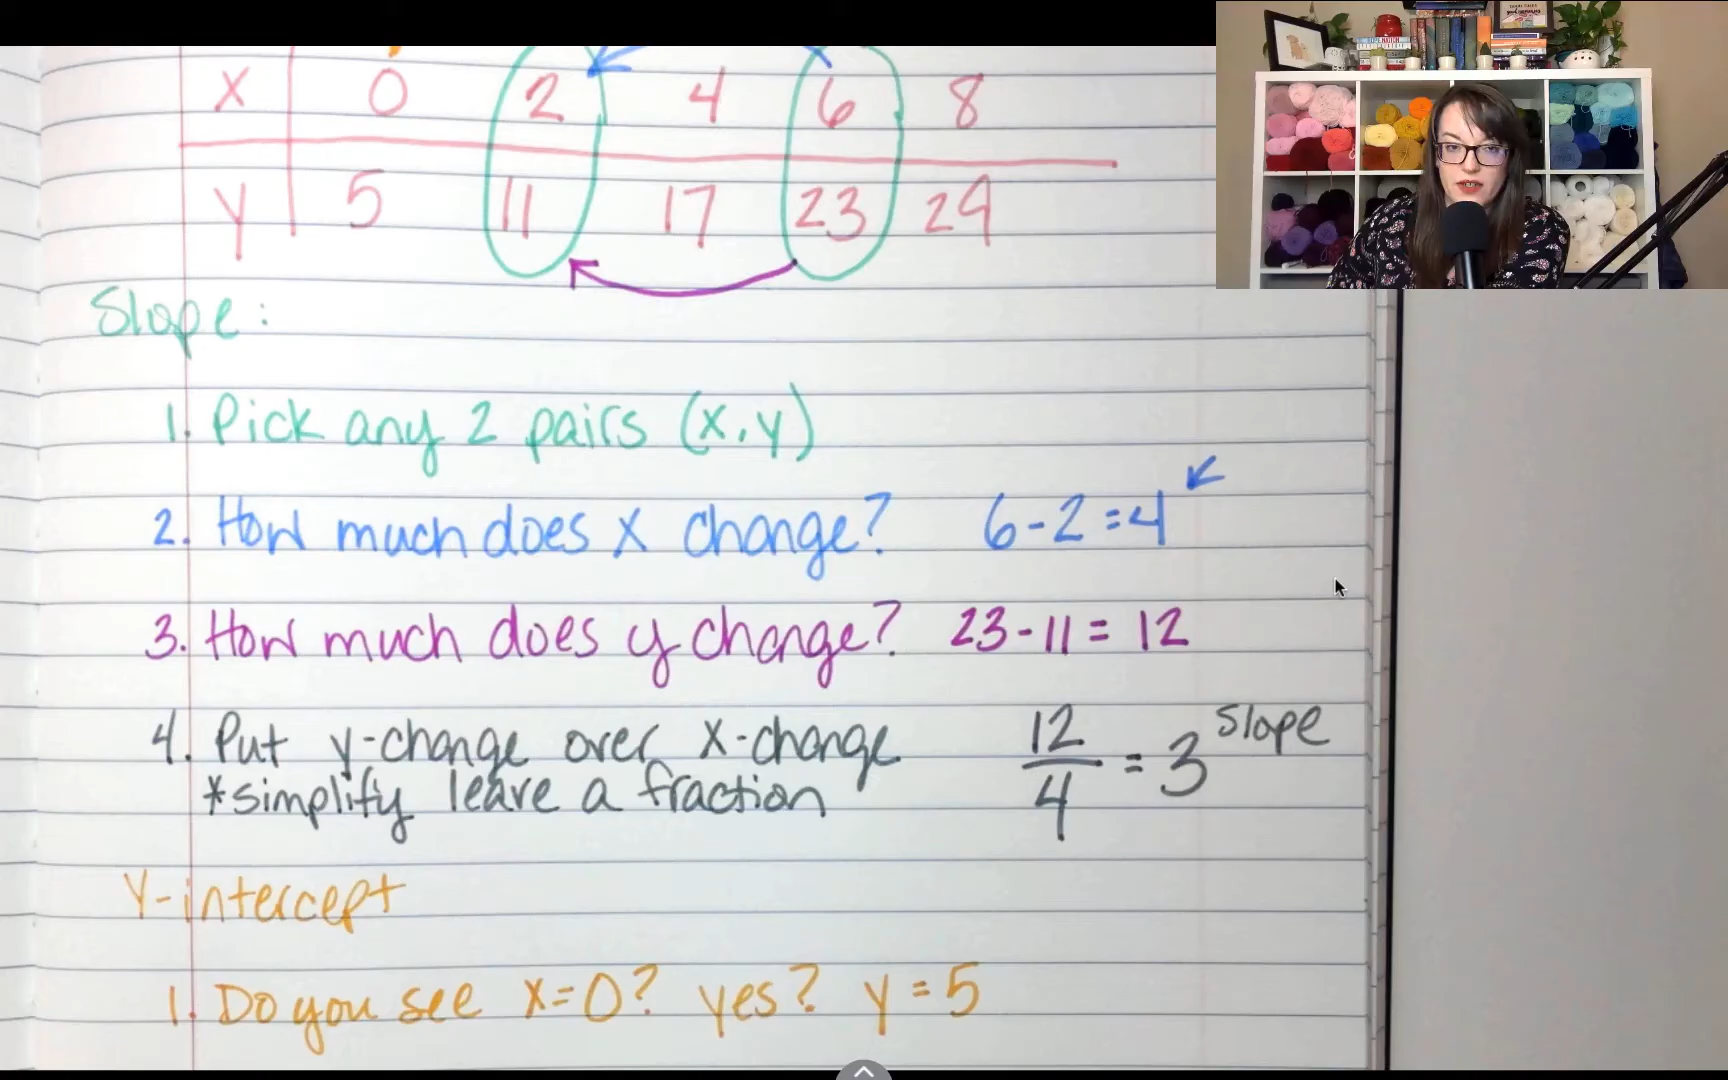 x 0 2 4 6 8
y 5 11 17 23 29
Slope:
1. Pick any 2 pairs (x,y)
2. How much does x change? 6-2=4
3. How much does y change? 23-11 = 12
4. Put y-change over x-change 12/4 = 3 slope
*simplify leave a fraction
Y-intercept
1. Do you see x=0? yes? y=5